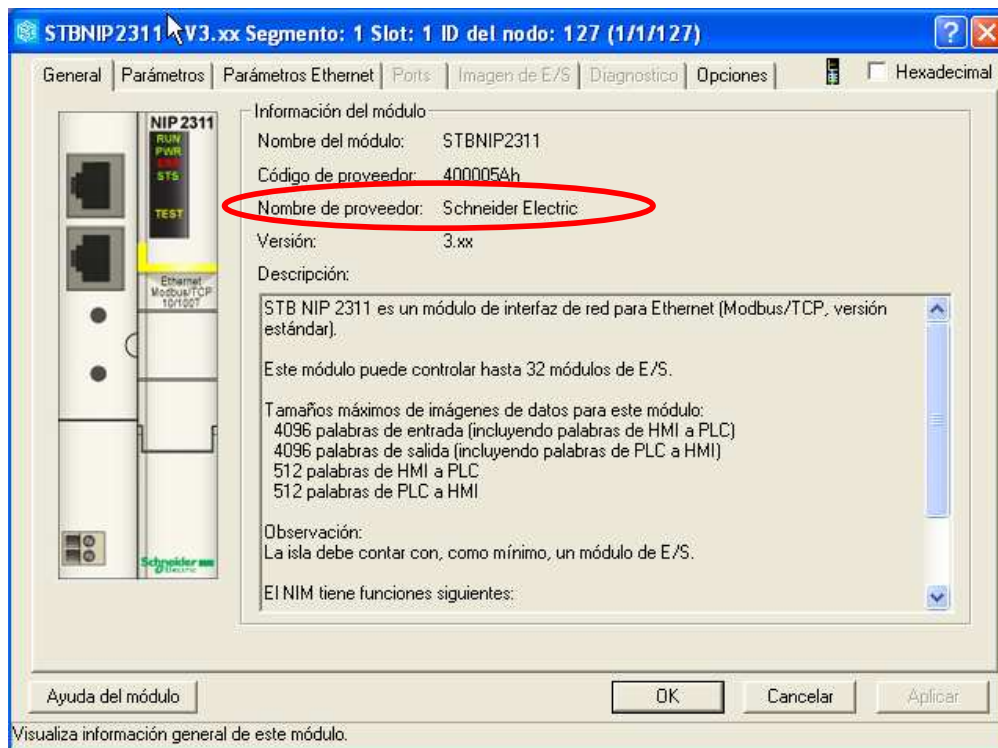 STBNIP2311 V3.xx Segmento: 1 Slot: 1 ID del nodo: 127 (1/1/127)
General Parámetros Parámetros Ethernet Ports Imagen de E/S Diagnostico Opciones Hexadecimal
NIP 2311
RUN
PWR
ERR
STS
TEST
Ethernet
Modbus/TCP
10/100T
Schneider
Electric
Información del módulo
Nombre del módulo: STBNIP2311
Código de proveedor: 400005Ah
Nombre de proveedor: Schneider Electric
Versión: 3.xx
Descripción:
STB NIP 2311 es un módulo de interfaz de red para Ethernet (Modbus/TCP, versión
estándar).
Este módulo puede controlar hasta 32 módulos de E/S.
Tamaños máximos de imágenes de datos para este módulo:
4096 palabras de entrada (incluyendo palabras de HMI a PLC)
4096 palabras de salida (incluyendo palabras de PLC a HMI)
512 palabras de HMI a PLC
512 palabras de PLC a HMI
Observación:
La isla debe contar con, como mínimo, un módulo de E/S.
El NIM tiene funciones siguientes:
Ayuda del módulo OK Cancelar Aplicar
Visualiza información general de este módulo.